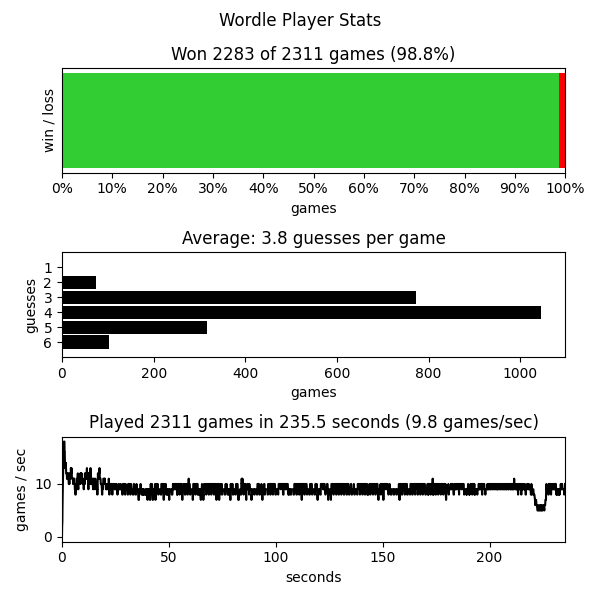 Wordle Player Stats
Won 2283 of 2311 games (98.8%)
win / loss
0% 10% 20% 30% 40% 50% 60% 70% 80% 90% 100%
games
Average: 3.8 guesses per game
guesses
1
2
3
4
5
6
0 200 400 600 800 1000
games
Played 2311 games in 235.5 seconds (9.8 games/sec)
games / sec
10
0
0 50 100 150 200
seconds